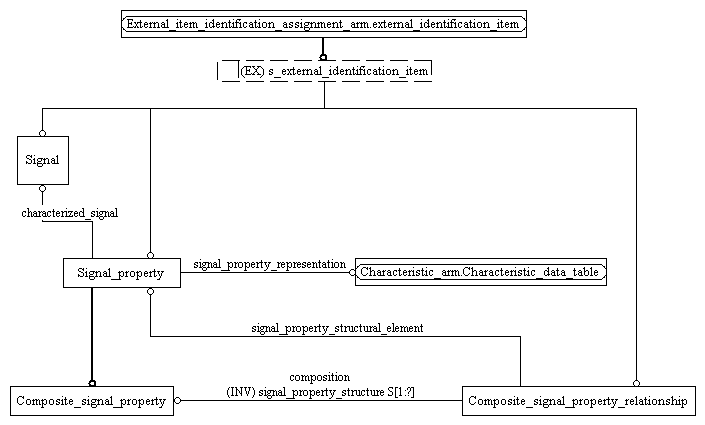 External_item_identification_assignment_arm.external_identification_item
(EX) s_external_identification_item
Signal
characterized_signal
Signal_property
signal_property_representation
Characteristic_arm.Characteristic_data_table
signal_property_structural_element
composition
(INV) signal_property_structure S[1:?]
Composite_signal_property
Composite_signal_property_relationship